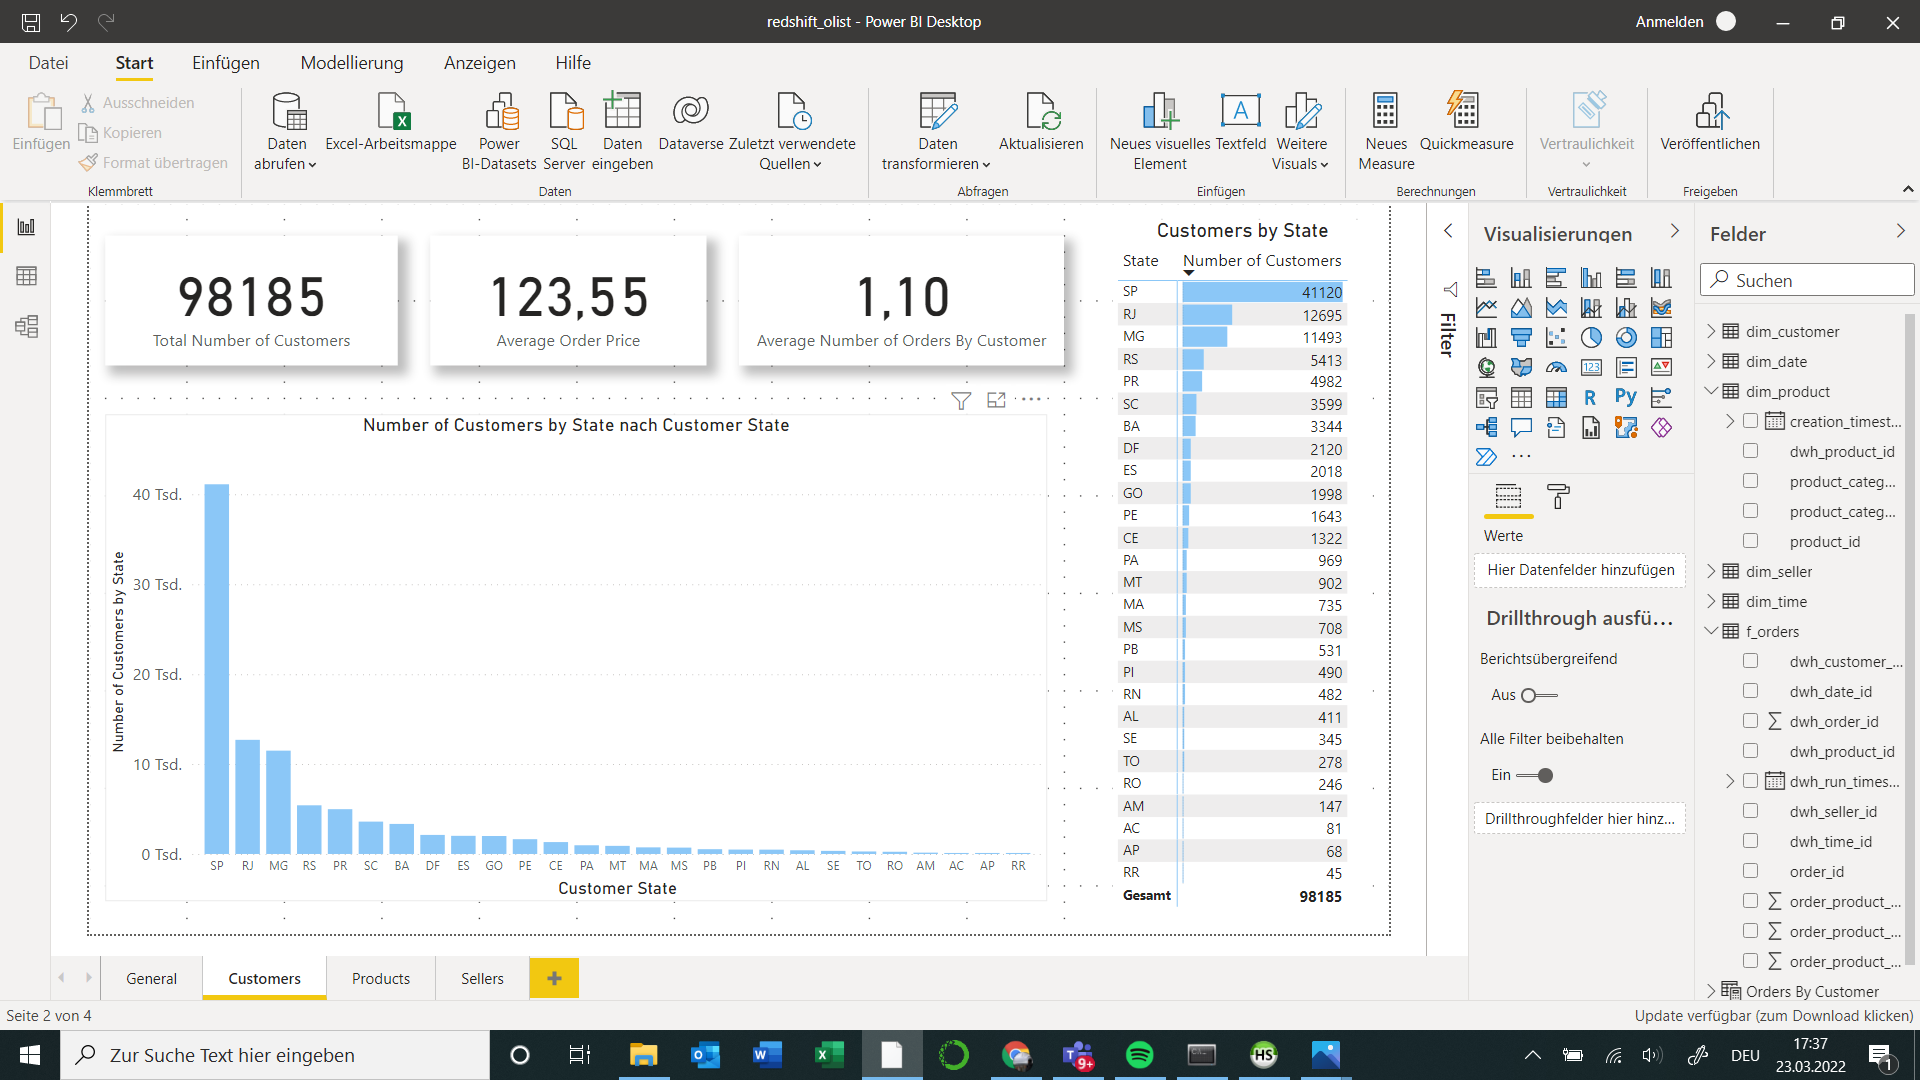 redshift_olist - Power BI Desktop
Anmelden
Datei
Start
Einfügen
Modellierung
Anzeigen
Hilfe
Einfügen
Ausschneiden
Kopieren
Format übertragen
Klemmbrett
Daten
abrufen
Excel-Arbeitsmappe
Power
BI-Datasets
SQL
Server
Daten
eingeben
Dataverse
Zuletzt verwendete
Quellen
Daten
Daten
transformieren
Aktualisieren
Abfragen
Neues visuelles
Element
Textfeld
Weitere
Visuals
Einfügen
Neues
Measure
Quickmeasure
Berechnungen
Vertraulichkeit
Vertraulichkeit
Veröffentlichen
Freigeben
98185
Total Number of Customers
123,55
Average Order Price
1,10
Average Number of Orders By Customer
Number of Customers by State nach Customer State
Number of Customers by State
40 Tsd.
30 Tsd.
20 Tsd.
10 Tsd.
0 Tsd.
SP RJ MG RS PR SC BA DF ES GO PE CE PA MT MA MS PB PI RN AL SE TO RO AM AC AP RR
Customer State
Customers by State
State Number of Customers
SP 41120
RJ 12695
MG 11493
RS 5413
PR 4982
SC 3599
BA 3344
DF 2120
ES 2018
GO 1998
PE 1643
CE 1322
PA 969
MT 902
MA 735
MS 708
PB 531
PI 490
RN 482
AL 411
SE 345
TO 278
RO 246
AM 147
AC 81
AP 68
RR 45
Gesamt 98185
Filter
Visualisierungen
123
R
Py
Werte
Hier Datenfelder hinzufügen
Drillthrough ausfü...
Berichtsübergreifend
Aus
Alle Filter beibehalten
Ein
Drillthroughfelder hier hinz...
Felder
Suchen
dim_customer
dim_date
dim_product
creation_timest...
dwh_product_id
product_categ...
product_categ...
product_id
dim_seller
dim_time
f_orders
dwh_customer_...
dwh_date_id
dwh_order_id
dwh_product_id
dwh_run_times...
dwh_seller_id
dwh_time_id
order_id
order_product_...
order_product_...
order_product_...
Orders By Customer
General
Customers
Products
Sellers
Seite 2 von 4
Update verfügbar (zum Download klicken)
Zur Suche Text hier eingeben
9+
HS
DEU
17:37
23.03.2022
1